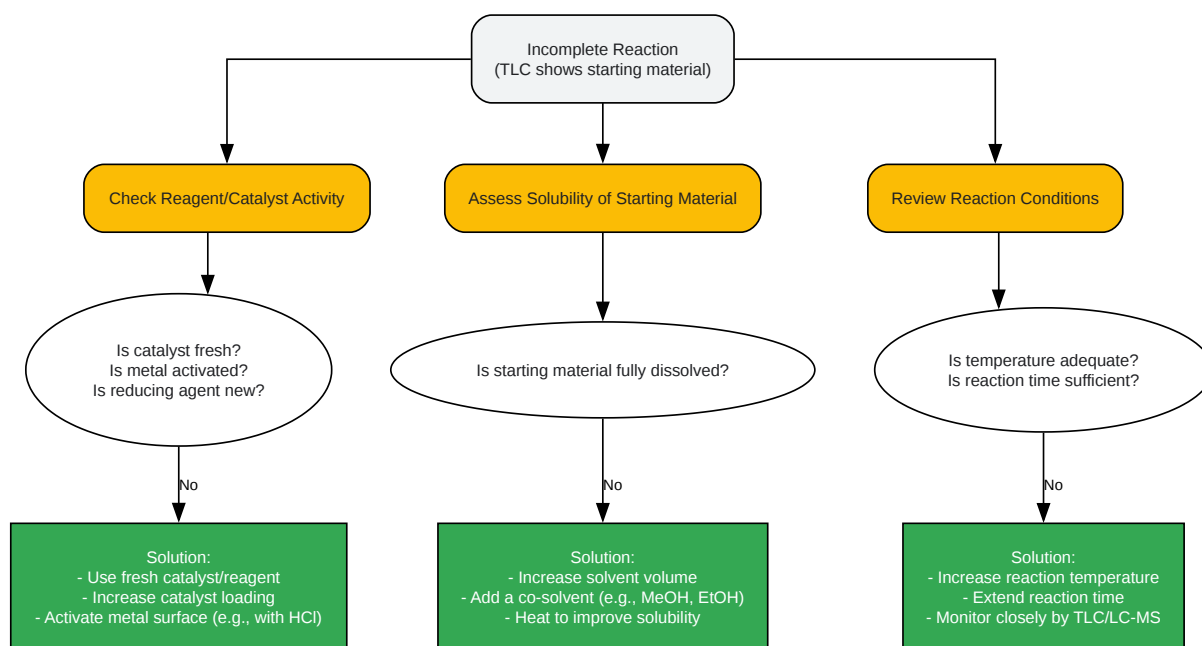 Incomplete Reaction
(TLC shows starting material)
Check Reagent/Catalyst Activity
Assess Solubility of Starting Material
Review Reaction Conditions
Is catalyst fresh?
Is metal activated?
Is reducing agent new?
Is starting material fully dissolved?
Is temperature adequate?
Is reaction time sufficient?
No
No
No
Solution:
- Use fresh catalyst/reagent
- Increase catalyst loading
- Activate metal surface (e.g., with HCl)
Solution:
- Increase solvent volume
- Add a co-solvent (e.g., MeOH, EtOH)
- Heat to improve solubility
Solution:
- Increase reaction temperature
- Extend reaction time
- Monitor closely by TLC/LC-MS